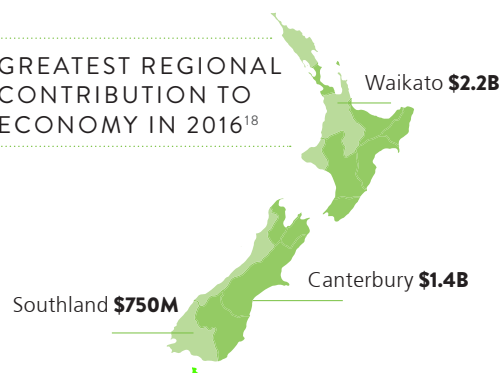 GREATEST REGIONAL
CONTRIBUTION TO
ECONOMY IN 2016¹⁸
Waikato $2.2B
Canterbury $1.4B
Southland $750M